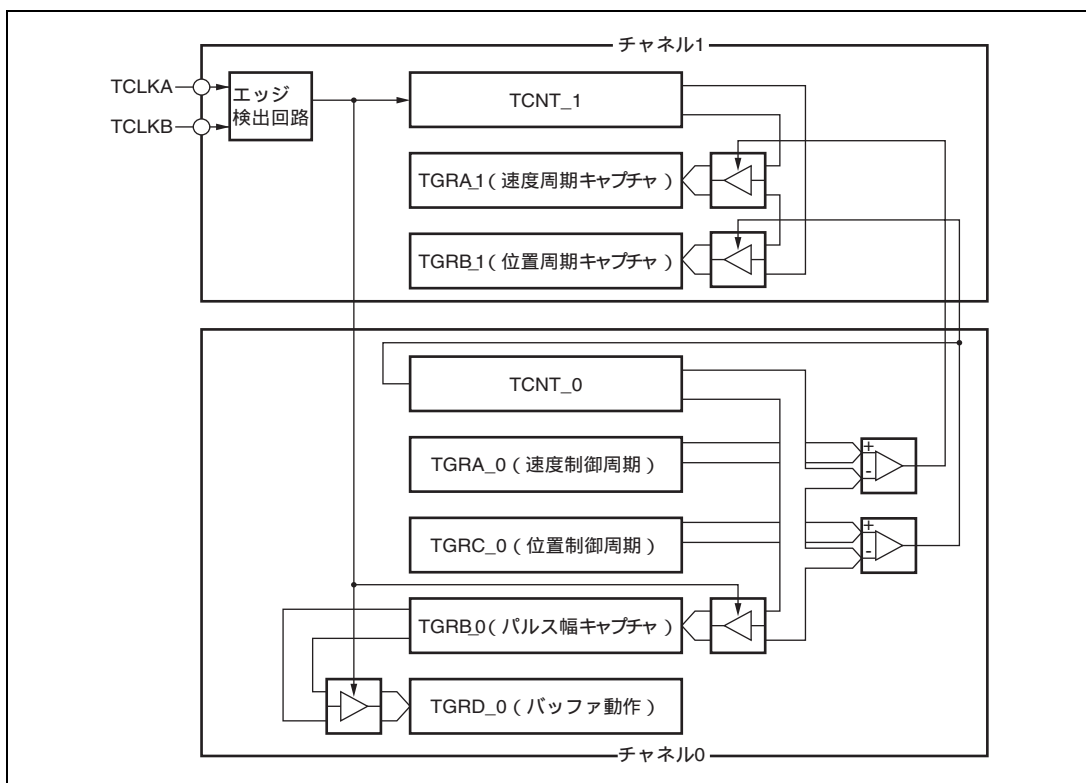 チャネル1
TCLKA
TCLKB
エッジ
検出回路
TCNT_1
TGRA_1（速度周期キャプチャ）
TGRB_1（位置周期キャプチャ）
TCNT_0
TGRA_0（速度制御周期）
+
-
TGRC_0（位置制御周期）
+
-
TGRB_0（パルス幅キャプチャ）
TGRD_0（バッファ動作）
チャネル0